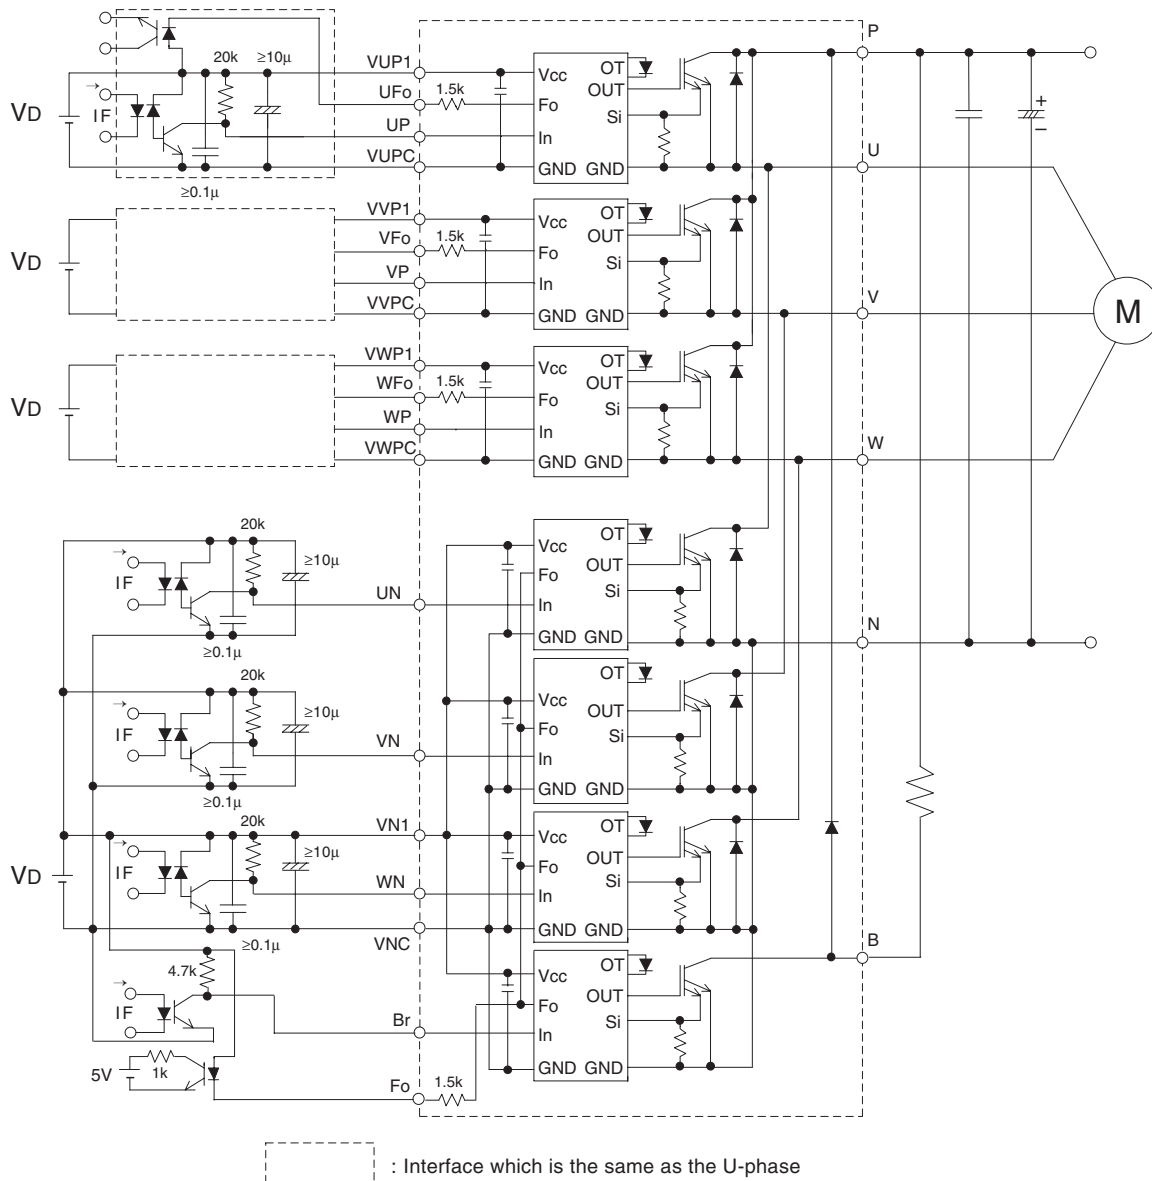 P
20k
≥10μ
VUP1
UFo
UP
VUPC
1.5k
Vcc
Fo
In
GND
GND
OT
OUT
Si
VD
IF
+
–
U
≥0.1μ
VD
VVP1
VFo
VP
VVPC
1.5k
Vcc
Fo
In
GND
GND
OT
OUT
Si
V
M
VD
VWP1
WFo
WP
VWPC
1.5k
Vcc
Fo
In
GND
GND
OT
OUT
Si
W
20k
≥10μ
IF
≥0.1μ
UN
Vcc
Fo
In
GND
GND
OT
OUT
Si
N
20k
≥10μ
IF
≥0.1μ
VN
Vcc
Fo
In
GND
GND
OT
OUT
Si
20k
≥10μ
VD
IF
≥0.1μ
VN1
WN
VNC
Vcc
Fo
In
GND
GND
OT
OUT
Si
B
4.7k
IF
Br
5V
1k
Fo
1.5k
Vcc
Fo
In
GND
GND
OT
OUT
Si
: Interface which is the same as the U-phase